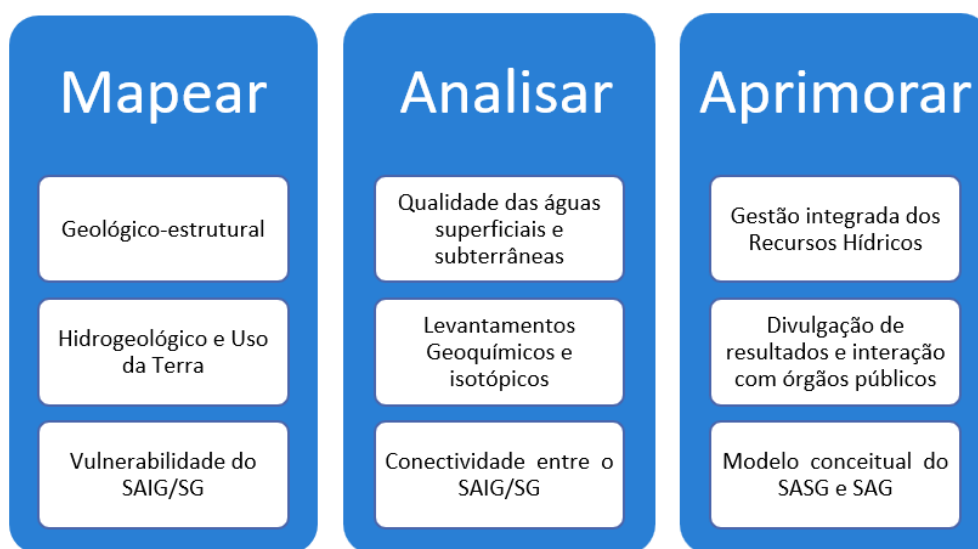 Mapear
Geológico-estrutural
Hidrogeológico e Uso
da Terra
Vulnerabilidade do
SAIG/SG
Analisar
Qualidade das águas
superficiais e
subterrâneas
Levantamentos
Geoquímicos e
isotópicos
Conectividade entre o
SAIG/SG
Aprimorar
Gestão integrada dos
Recursos Hídricos
Divulgação de
resultados e interação
com órgãos públicos
Modelo conceitual do
SASG e SAG